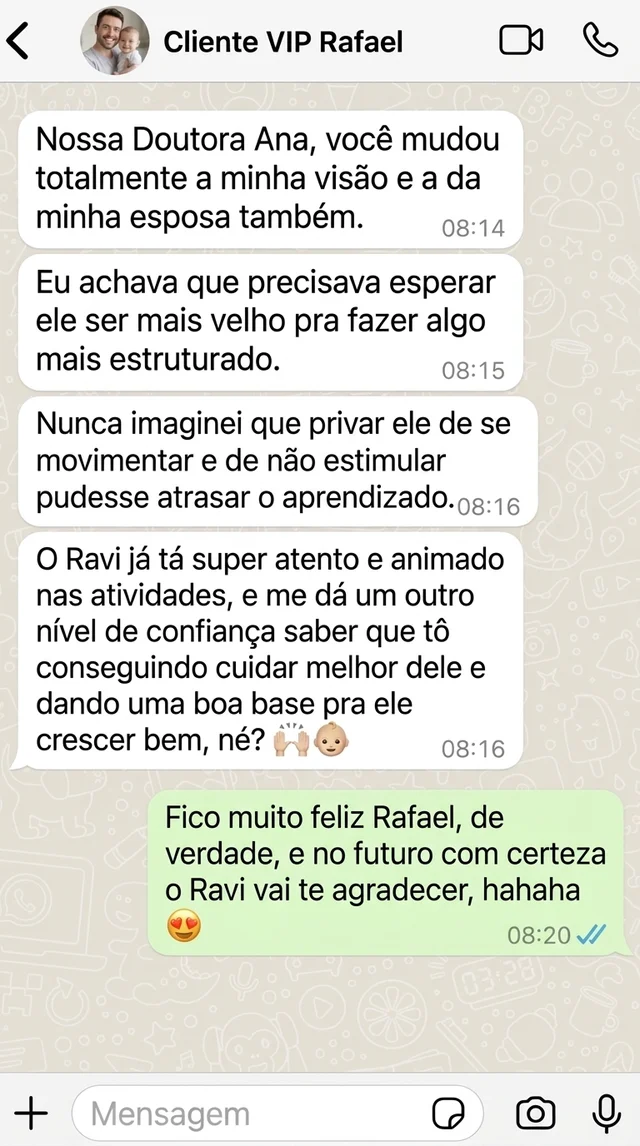 Cliente VIP Rafael
Nossa Doutora Ana, você mudou
totalmente a minha visão e a da
minha esposa também.
08:14
Eu achava que precisava esperar
ele ser mais velho pra fazer algo
mais estruturado.
08:15
Nunca imaginei que privar ele de se
movimentar e de não estimular
pudesse atrasar o aprendizado.
08:16
O Ravi já tá super atento e animado
nas atividades, e me dá um outro
nível de confiança saber que tô
conseguindo cuidar melhor dele e
dando uma boa base pra ele
crescer bem, né? 🙌🏻👶🏻
08:16
Fico muito feliz Rafael, de
verdade, e no futuro com certeza
o Ravi vai te agradecer, hahaha
😍
08:20
Mensagem